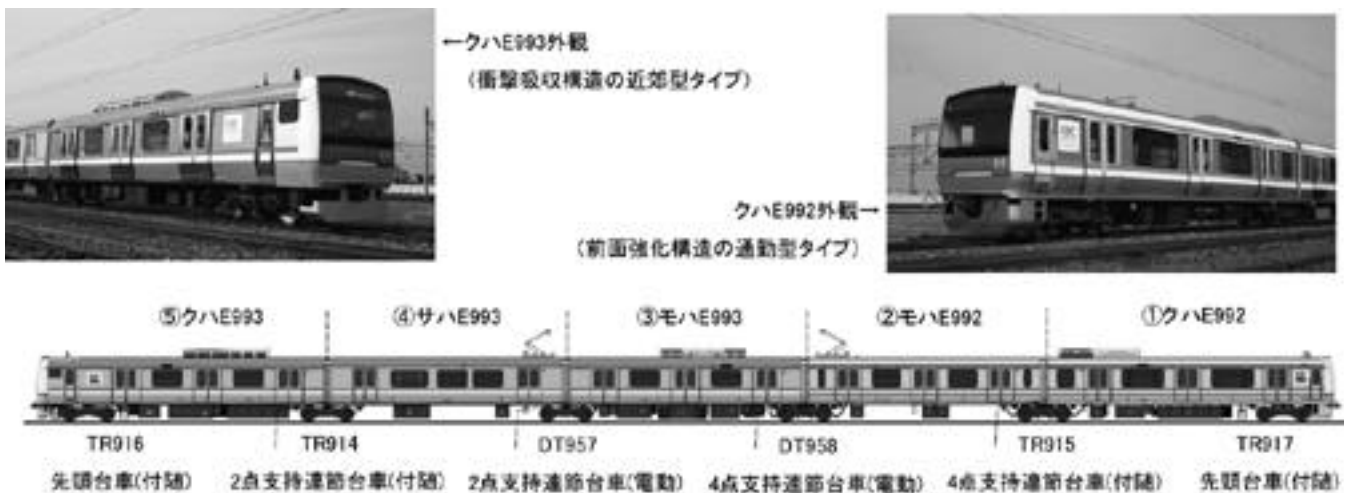 ←クハE993外観
(衝撃吸収構造の近郊型タイプ)
クハE992外観→
(前面強化構造の通勤型タイプ)
⑤クハE993 ④サハE993 ③モハE993 ②モハE992 ①クハE992
TR916 TR914 DT957 DT958 TR915 TR917
先頭台車(付随) 2点支持連節台車(付随) 2点支持連節台車(電動) 4点支持連節台車(電動) 4点支持連節台車(付随) 先頭台車(付随)